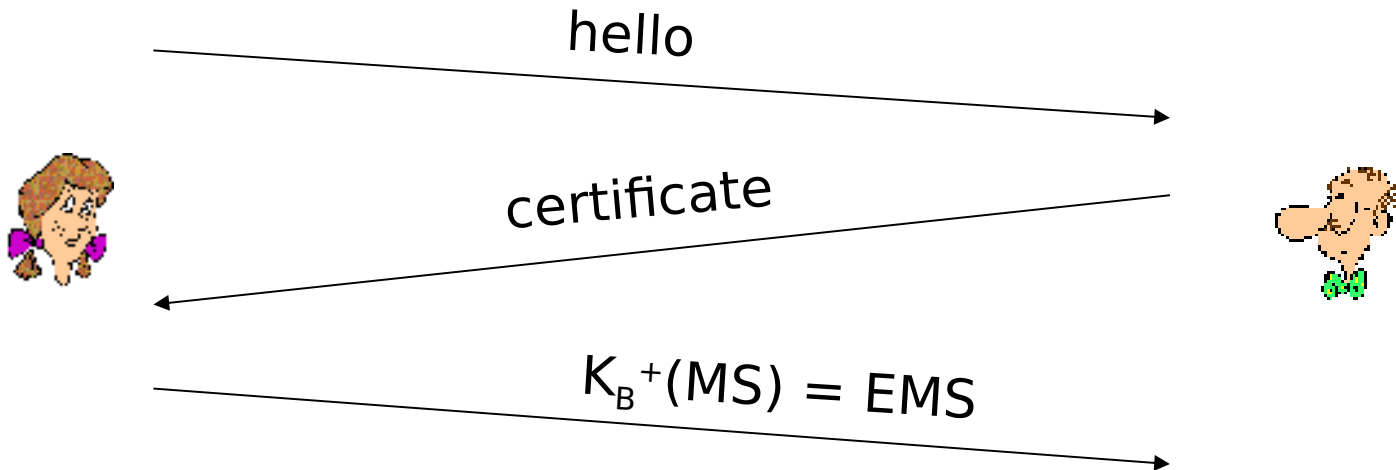 hello
certificate
K_B^+(MS) = EMS